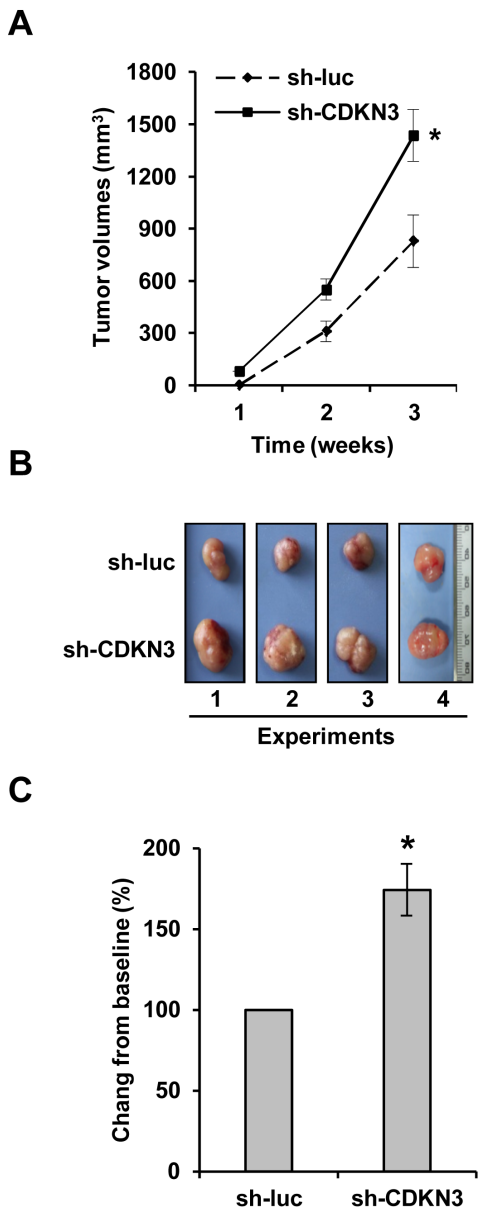 A
1800
1500
1200
900
600
300
0
Tumor volumes (mm³)
sh-luc
sh-CDKN3
*
1 2 3
Time (weeks)
B
sh-luc
sh-CDKN3
1 2 3 4
Experiments
C
200
150
100
50
0
Chang from baseline (%)
*
sh-luc sh-CDKN3